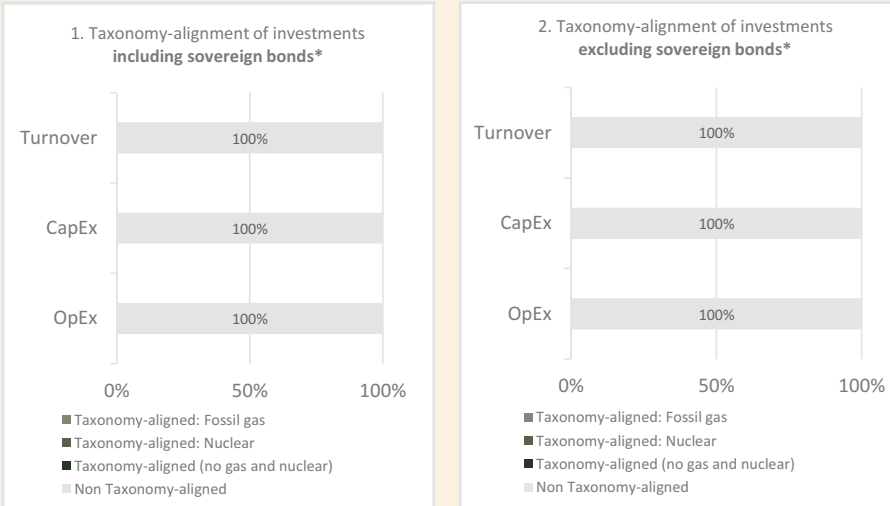 1. Taxonomy-alignment of investments
including sovereign bonds*
Turnover
100%
CapEx
100%
OpEx
100%
0%
50%
100%
Taxonomy-aligned: Fossil gas
Taxonomy-aligned: Nuclear
Taxonomy-aligned (no gas and nuclear)
Non Taxonomy-aligned
2. Taxonomy-alignment of investments
excluding sovereign bonds*
Turnover
100%
CapEx
100%
OpEx
100%
0%
50%
100%
Taxonomy-aligned: Fossil gas
Taxonomy-aligned: Nuclear
Taxonomy-aligned (no gas and nuclear)
Non Taxonomy-aligned